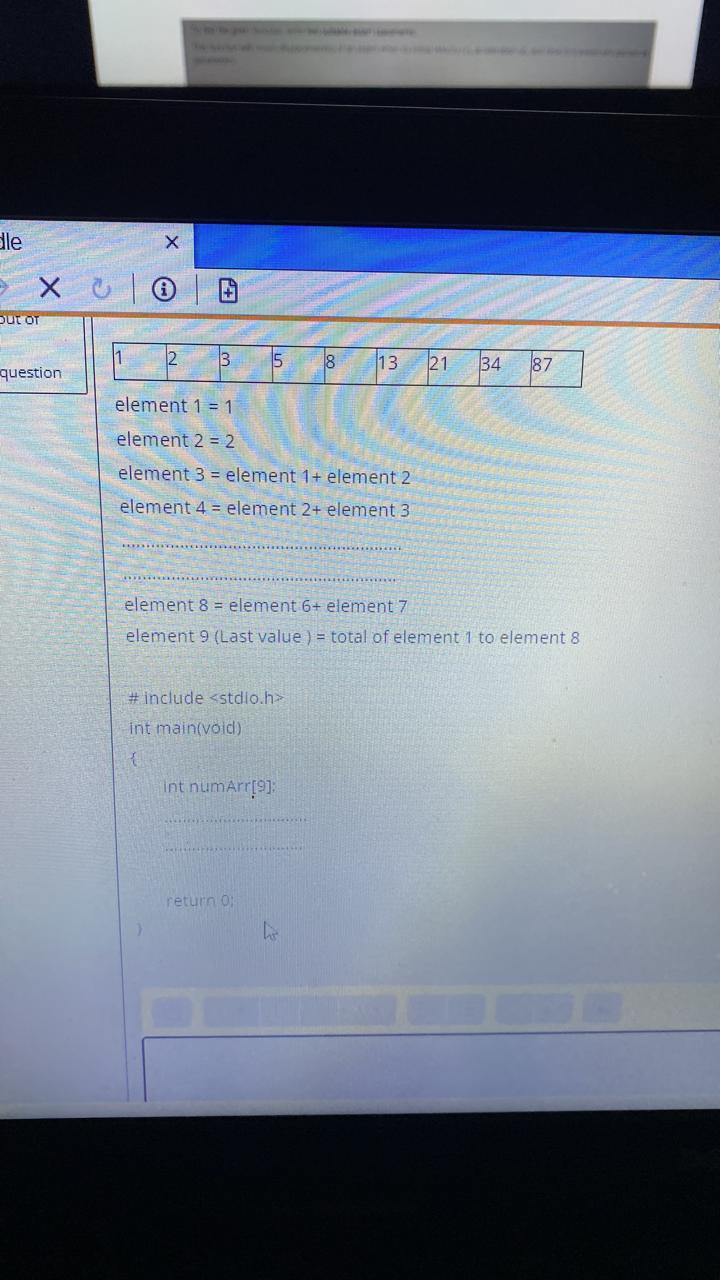 dle
out of
question
1 2 3 5 8 13 21 34 87
element 1 = 1
element 2 = 2
element 3 = element 1+ element 2
element 4 = element 2+ element 3
........................................................
........................................................
element 8 = element 6+ element 7
element 9 (Last value ) = total of element 1 to element 8
# include <stdio.h>
int main(void)
{
int numArr[9];
..............................
..............................
return 0;
}